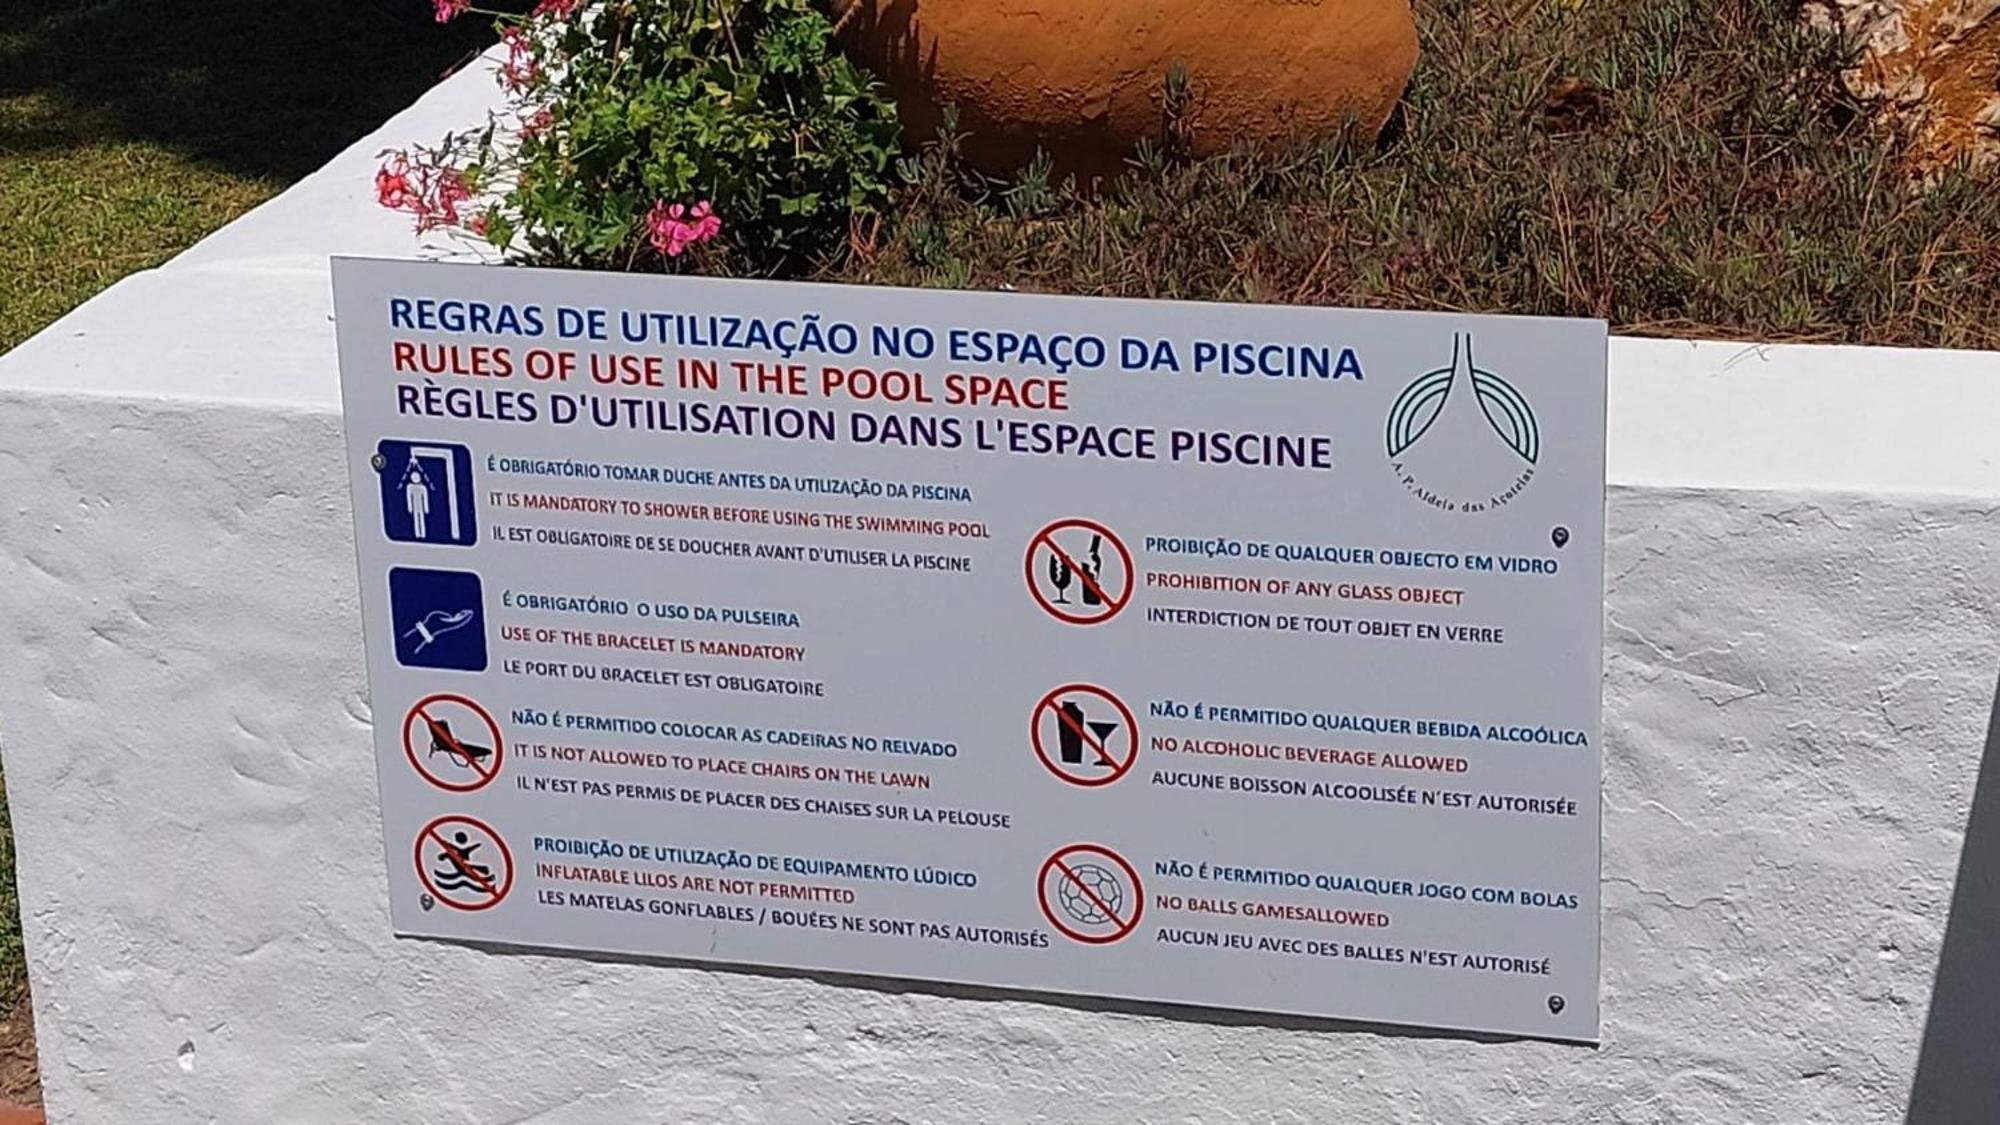 REGRAS DE UTILIZAÇÃO NO ESPAÇO DA PISCINA
RULES OF USE IN THE POOL SPACE
RÈGLES D'UTILISATION DANS L'ESPACE PISCINE
A. P. Aldeia das Açoteias
É OBRIGATÓRIO TOMAR DUCHE ANTES DA UTILIZAÇÃO DA PISCINA
IT IS MANDATORY TO SHOWER BEFORE USING THE SWIMMING POOL
IL EST OBLIGATOIRE DE SE DOUCHER AVANT D'UTILISER LA PISCINE
É OBRIGATÓRIO O USO DA PULSEIRA
USE OF THE BRACELET IS MANDATORY
LE PORT DU BRACELET EST OBLIGATOIRE
NÃO É PERMITIDO COLOCAR AS CADEIRAS NO RELVADO
IT IS NOT ALLOWED TO PLACE CHAIRS ON THE LAWN
IL N'EST PAS PERMIS DE PLACER DES CHAISES SUR LA PELOUSE
PROIBIÇÃO DE UTILIZAÇÃO DE EQUIPAMENTO LÚDICO
INFLATABLE LILOS ARE NOT PERMITTED
LES MATELAS GONFLABLES / BOUÉES NE SONT PAS AUTORISÉS
PROIBIÇÃO DE QUALQUER OBJECTO EM VIDRO
PROHIBITION OF ANY GLASS OBJECT
INTERDICTION DE TOUT OBJET EN VERRE
NÃO É PERMITIDO QUALQUER BEBIDA ALCOÓLICA
NO ALCOHOLIC BEVERAGE ALLOWED
AUCUNE BOISSON ALCOOLISÉE N'EST AUTORISÉE
NÃO É PERMITIDO QUALQUER JOGO COM BOLAS
NO BALLS GAMESALLOWED
AUCUN JEU AVEC DES BALLES N'EST AUTORISÉ